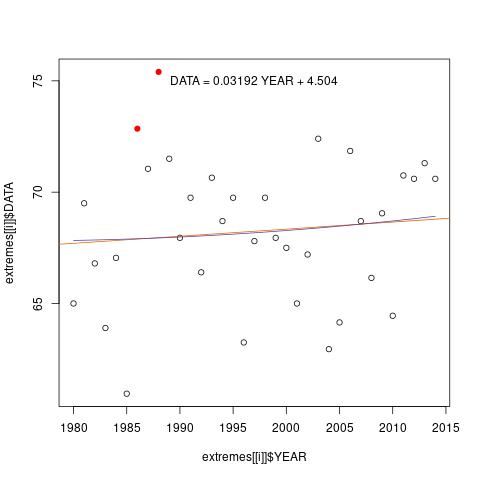 DATA = 0.03192 YEAR + 4.504
75
70
65
extremes[[i]]$DATA
1980 1985 1990 1995 2000 2005 2010 2015
extremes[[i]]$YEAR